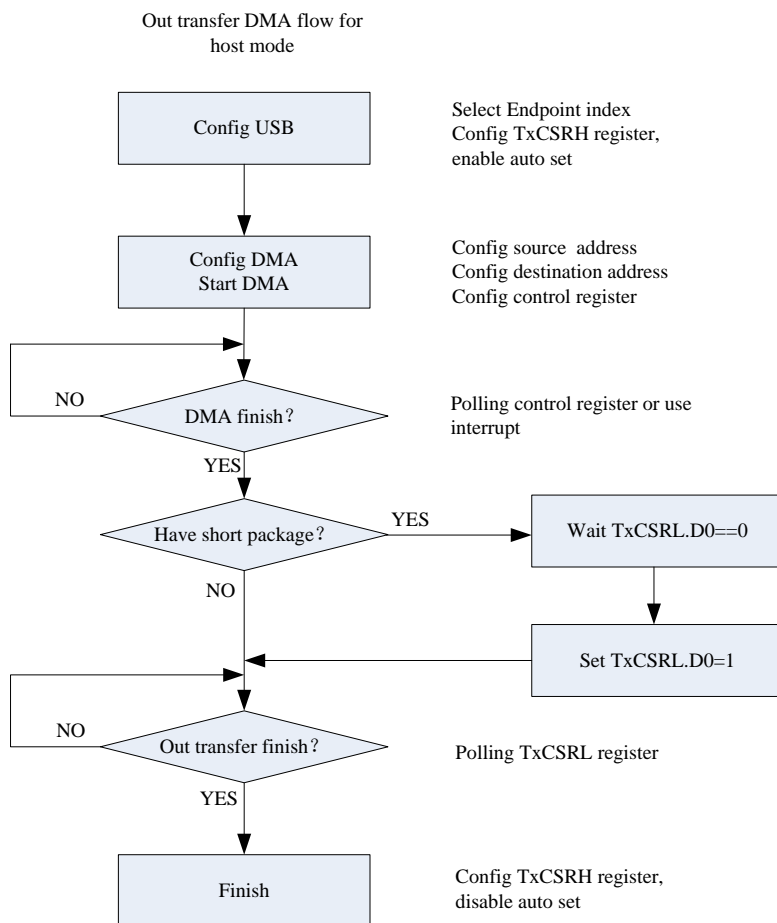 Out transfer DMA flow for
host mode
Config USB
Select Endpoint index
Config TxCSRH register,
enable auto set
Config DMA
Start DMA
Config source  address
Config destination address
Config control register
NO
DMA finish？
Polling control register or use
interrupt
YES
Have short package？
YES
Wait TxCSRL.D0==0
NO
Set TxCSRL.D0=1
NO
Out transfer finish？
Polling TxCSRL register
YES
Finish
Config TxCSRH register,
disable auto set